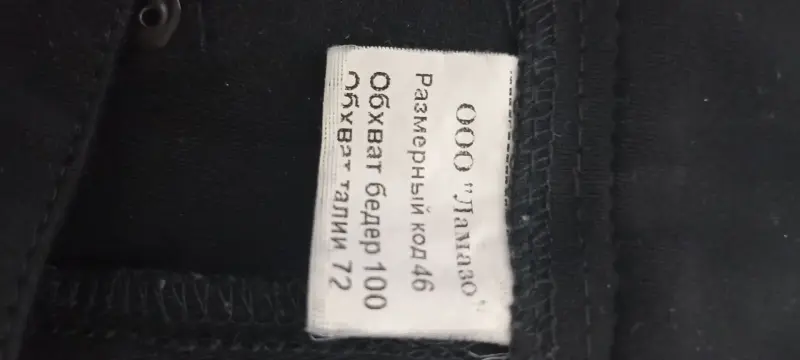 ООО "Ламазо"
Размерный код 46
Обхват бедер 100
Обхват талии 72